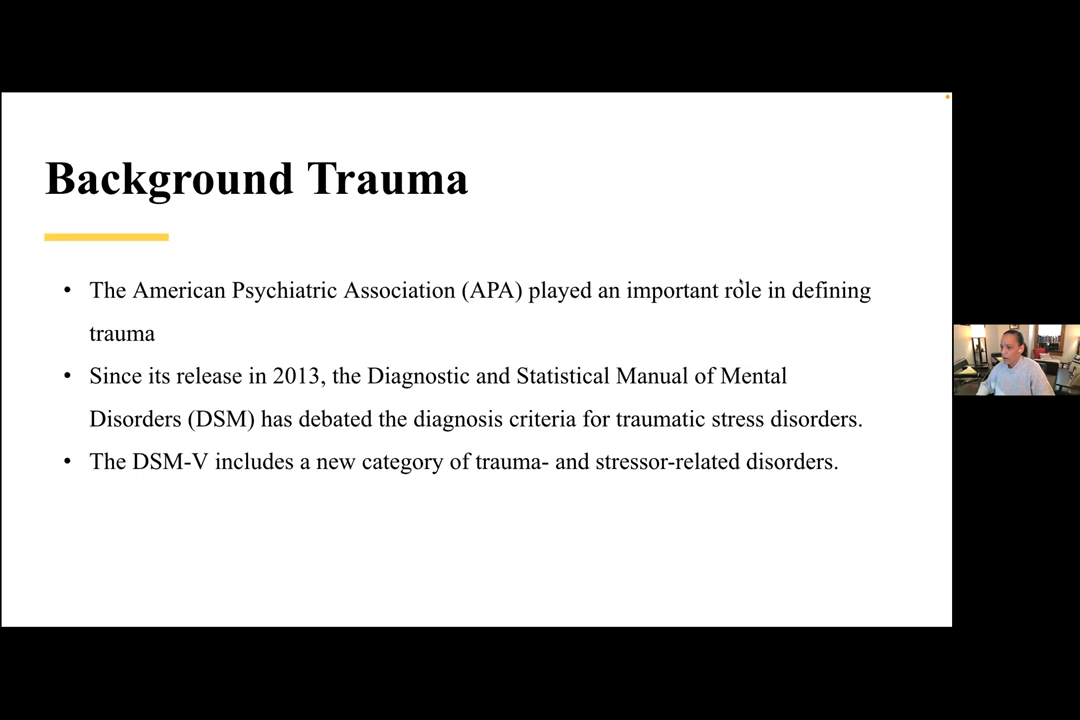 Background Trauma
• The American Psychiatric Association (APA) played an important role in defining
trauma
• Since its release in 2013, the Diagnostic and Statistical Manual of Mental
Disorders (DSM) has debated the diagnosis criteria for traumatic stress disorders.
• The DSM-V includes a new category of trauma- and stressor-related disorders.